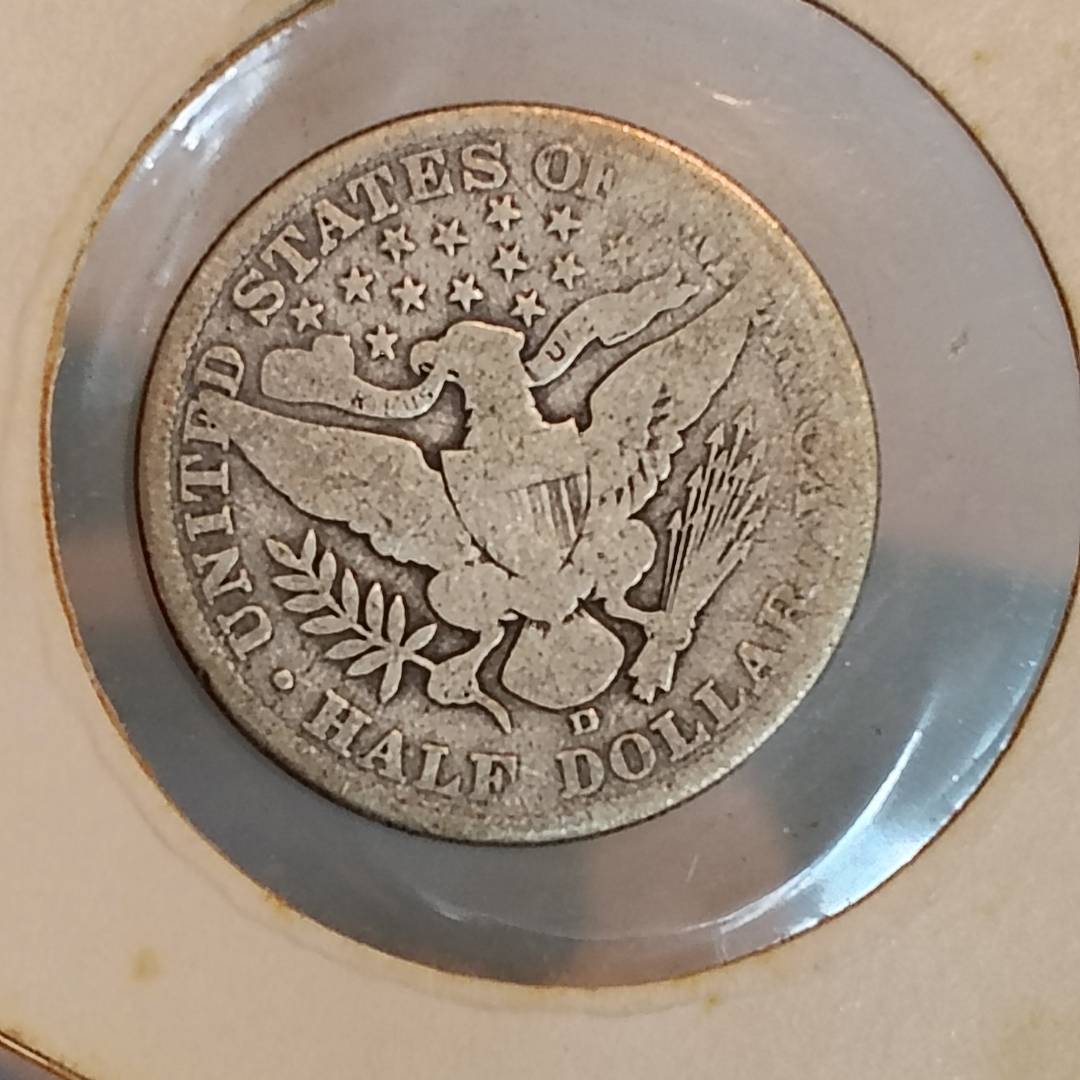 UNITED STATES OF
HALF DOLLAR
D